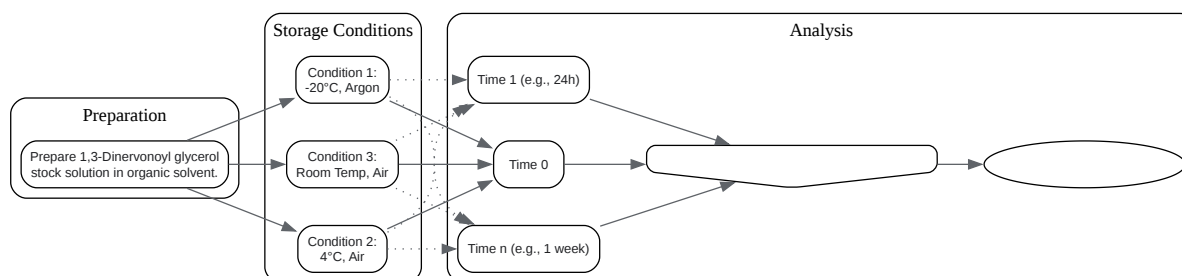 Preparation
Prepare 1,3-Dinervonoyl glycerol
stock solution in organic solvent.
Storage Conditions
Condition 1:
-20°C, Argon
Condition 3:
Room Temp, Air
Condition 2:
4°C, Air
Analysis
Time 1 (e.g., 24h)
Time 0
Time n (e.g., 1 week)